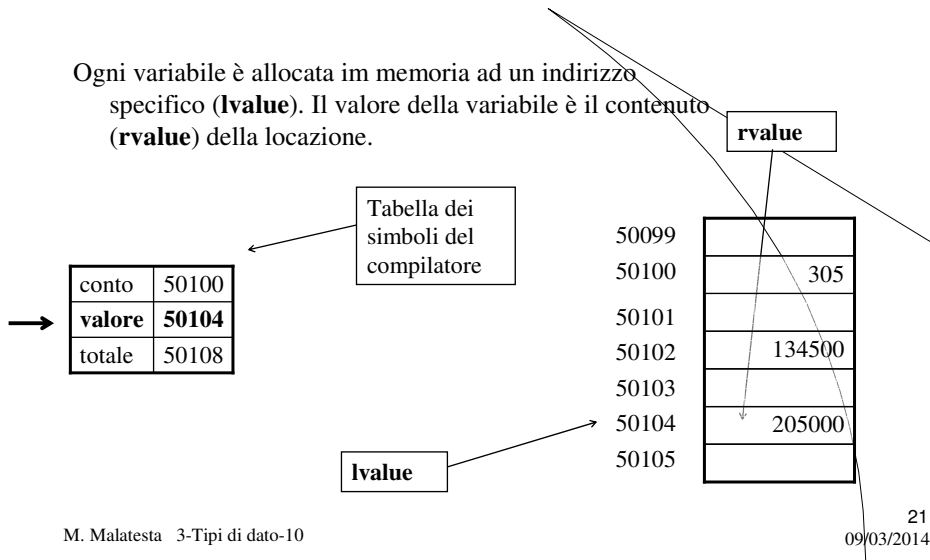 Ogni variabile è allocata im memoria ad un indirizzo
specifico (lvalue). Il valore della variabile è il contenuto
(rvalue) della locazione.
rvalue
Tabella dei
simboli del
compilatore
conto 50100
valore 50104
totale 50108
50099
50100 305
50101
50102 134500
50103
50104 205000
50105
lvalue
M. Malatesta 3-Tipi di dato-10
21
09/03/2014